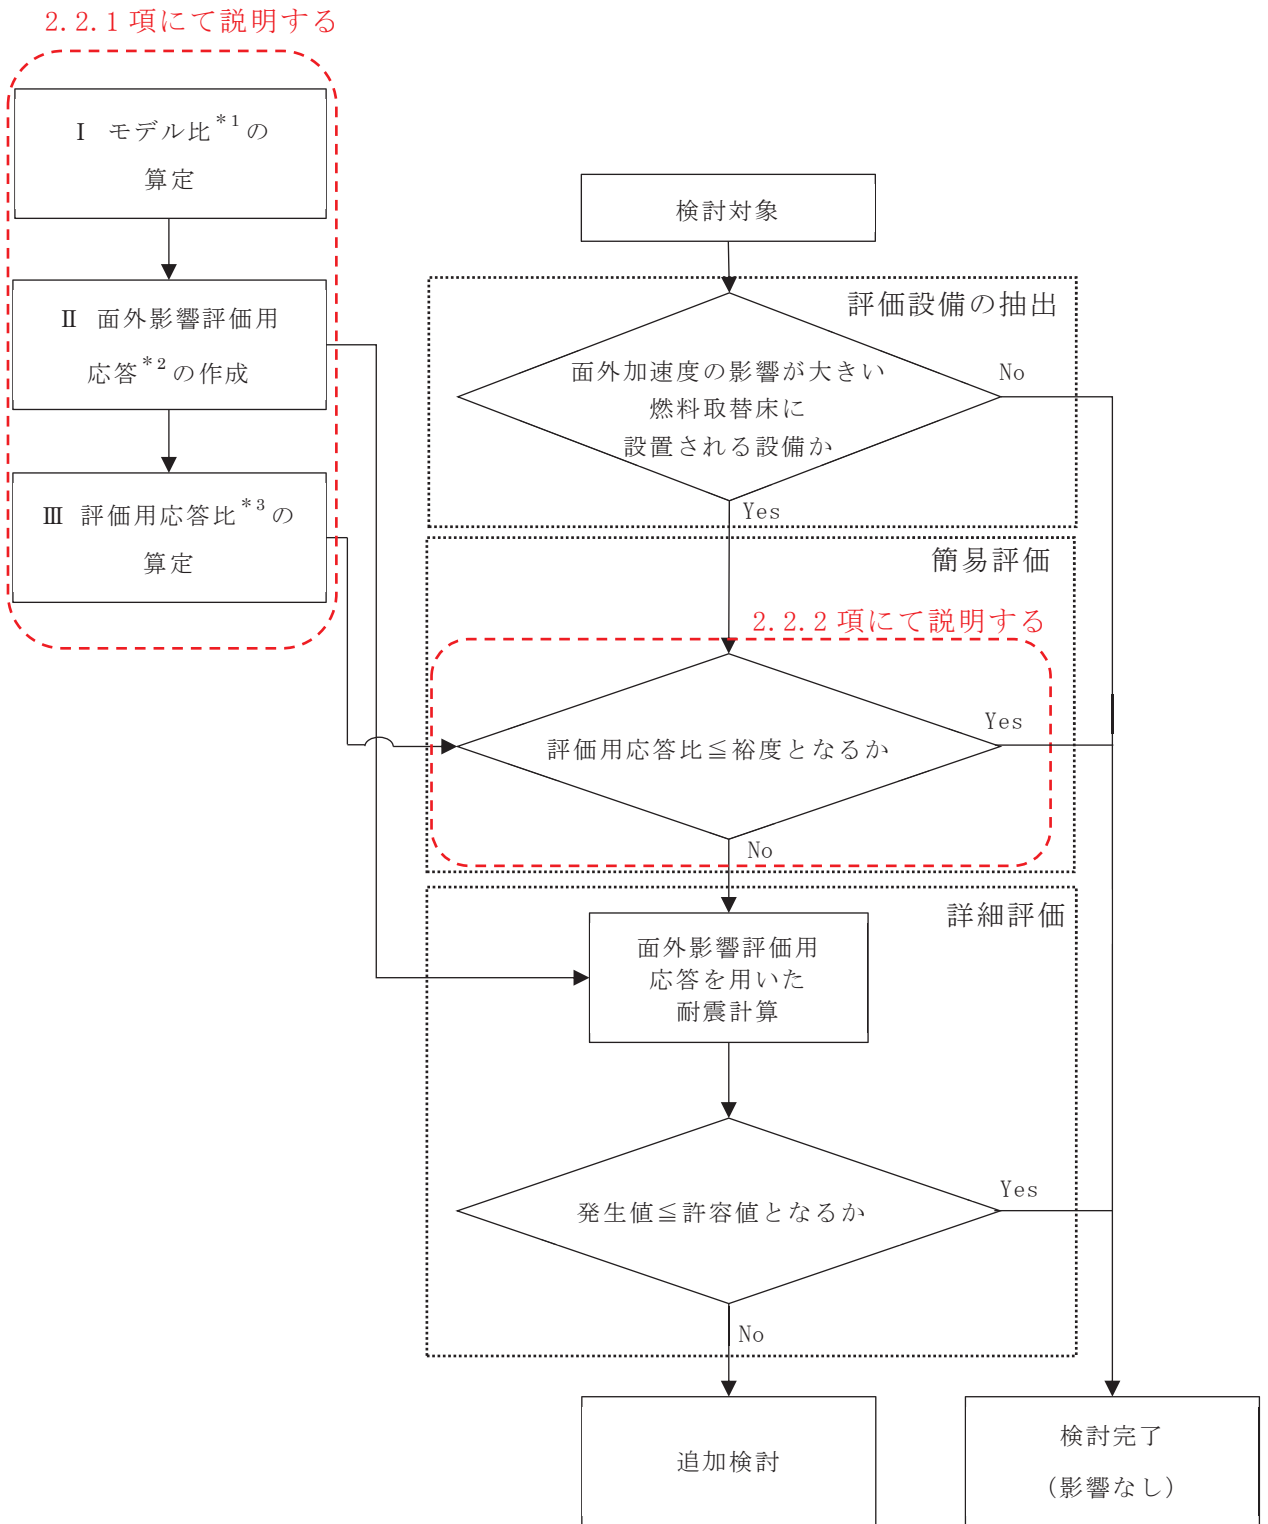 2.2.1 項にて説明する
Ⅰ モデル比*1の
算定
Ⅱ 面外影響評価用
応答*2の作成
Ⅲ 評価用応答比*3の
算定
検討対象
評価設備の抽出
面外加速度の影響が大きい
燃料取替床に
設置される設備か
No
Yes
簡易評価
2.2.2 項にて説明する
評価用応答比≦裕度となるか
Yes
No
詳細評価
面外影響評価用
応答を用いた
耐震計算
発生値≦許容値となるか
Yes
No
追加検討
検討完了
(影響なし)